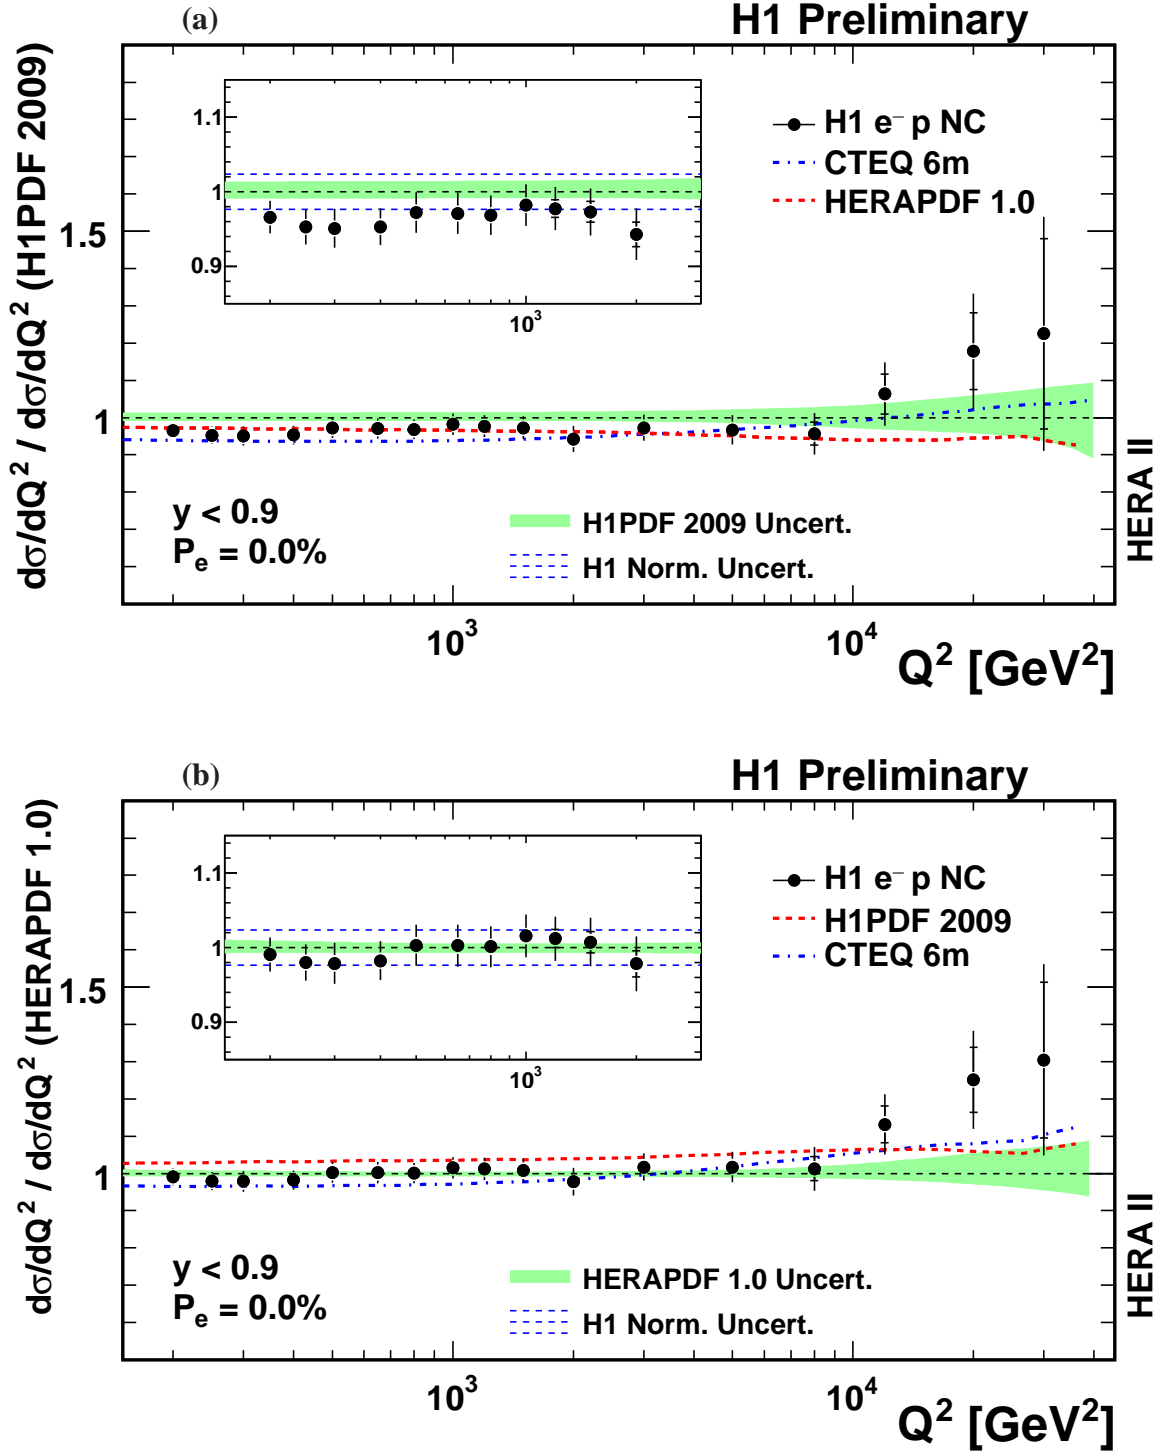 (a)
H1 Preliminary
dσ/dQ² / dσ/dQ² (H1PDF 2009)
1.5
1
1.1
1
0.9
10³
H1 e⁻ p NC
CTEQ 6m
HERAPDF 1.0
y < 0.9
Pₑ = 0.0%
H1PDF 2009 Uncert.
H1 Norm. Uncert.
HERA II
10³
10⁴
Q² [GeV²]
(b)
H1 Preliminary
dσ/dQ² / dσ/dQ² (HERAPDF 1.0)
1.5
1
1.1
1
0.9
10³
H1 e⁻ p NC
H1PDF 2009
CTEQ 6m
y < 0.9
Pₑ = 0.0%
HERAPDF 1.0 Uncert.
H1 Norm. Uncert.
HERA II
10³
10⁴
Q² [GeV²]